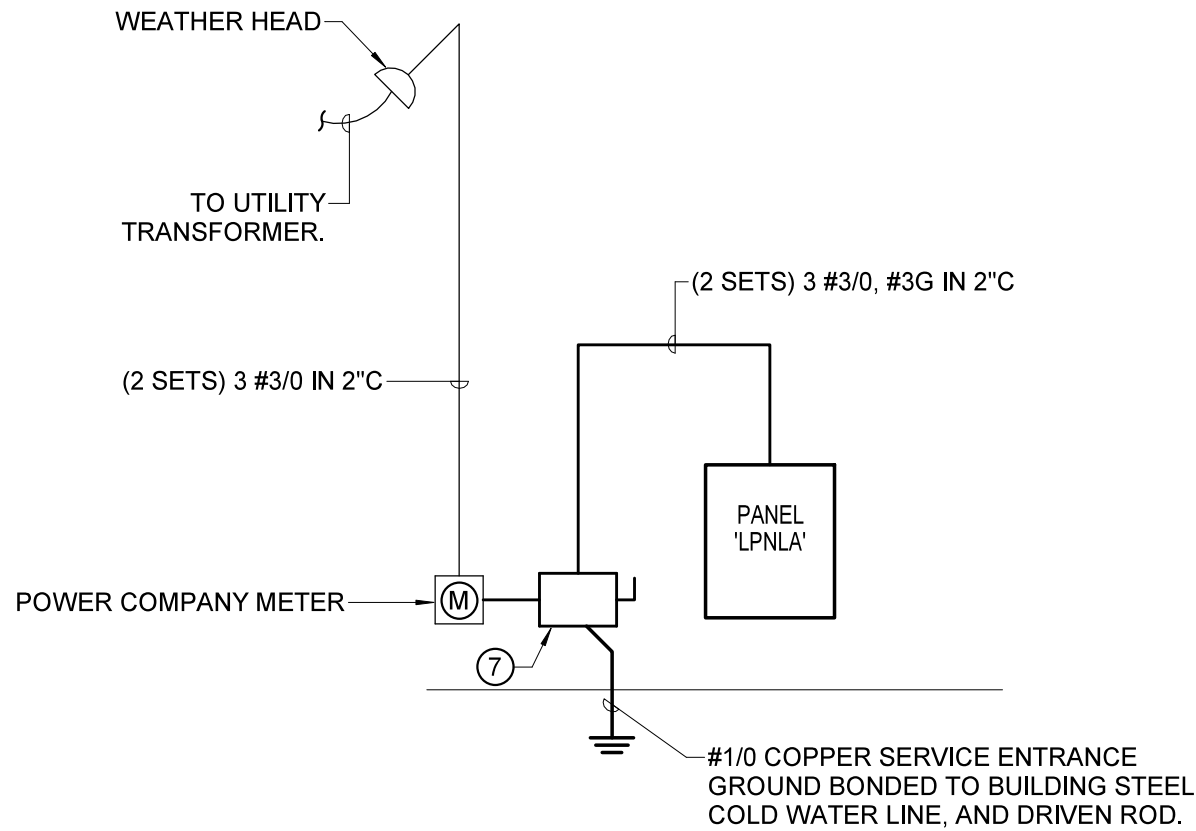 WEATHER HEAD
TO UTILITY
TRANSFORMER.
(2 SETS) 3 #3/0, #3G IN 2"C
(2 SETS) 3 #3/0 IN 2"C
PANEL
'LPNLA'
POWER COMPANY METER
M
7
#1/0 COPPER SERVICE ENTRANCE
GROUND BONDED TO BUILDING STEEL
COLD WATER LINE, AND DRIVEN ROD.